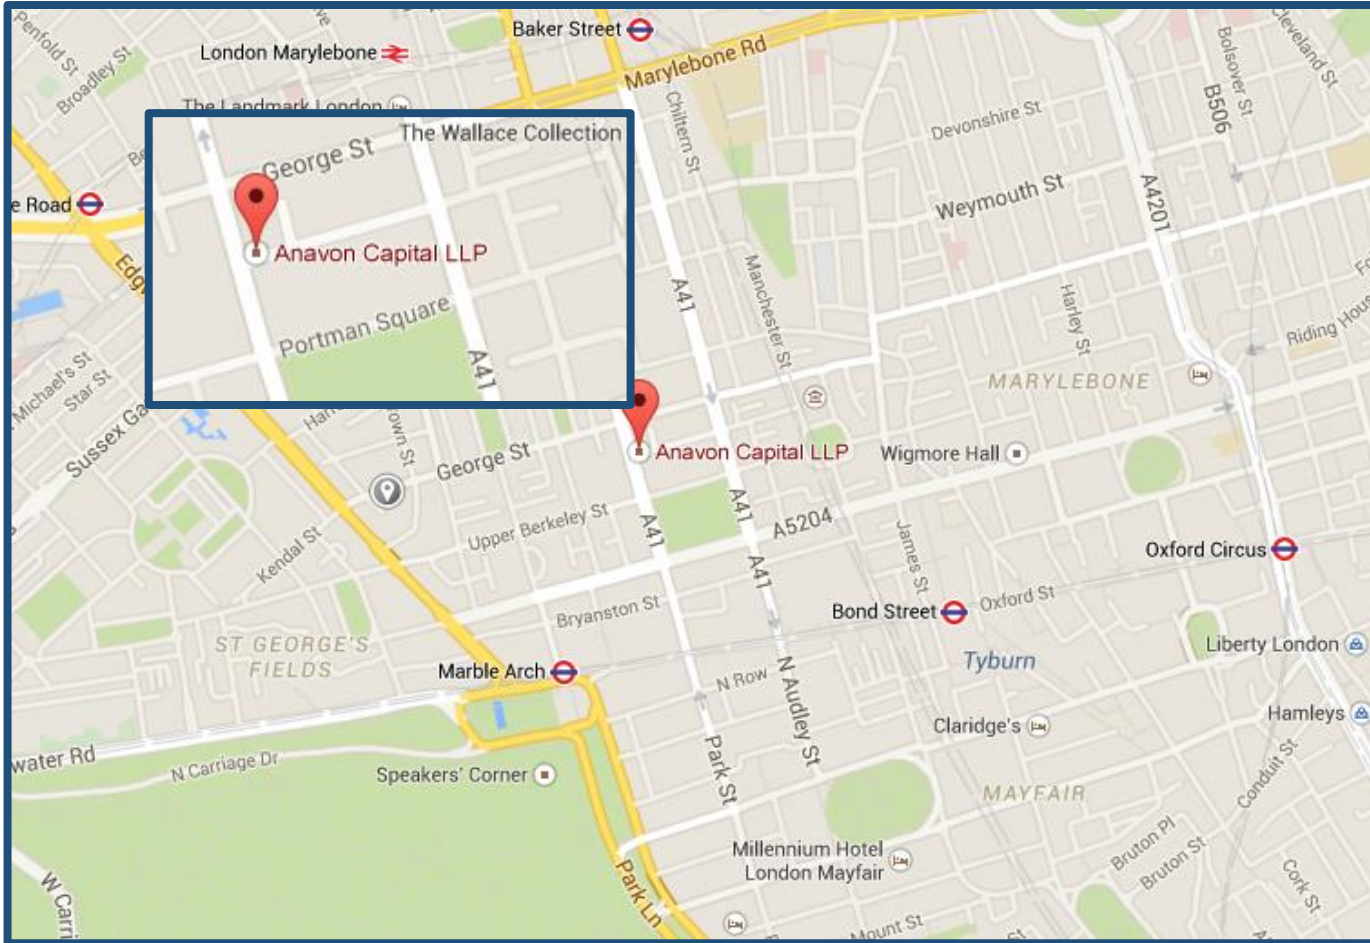 Penfold St
Broadley St
London Marylebone
Baker Street
Marylebone Rd
Chiltern St
Bolsover St
Cleveland St
B506
The Landmark London
The Wallace Collection
George St
Anavon Capital LLP
Portman Square
A41
e Road
Devonshire St
Weymouth St
A4201
A41
Manchester St
Harley St
Riding Hous
MARYLEBONE
Michael's St
Star St
Sussex Ga
George St
Anavon Capital LLP
Wigmore Hall
Upper Berkeley St
A41
A41
A5204
Kendal St
A41
James St
Oxford Circus
Bryanston St
Bond Street
Oxford St
ST GEORGE'S
FIELDS
Marble Arch
N Row
N Audley St
Tyburn
Liberty London
Claridge's
Hamleys
water Rd
N Carriage Dr
Speakers' Corner
Park St
MAYFAIR
Conduit St
Millennium Hotel
London Mayfair
Bruton Pl
Bruton St
Cork St
W Carri
Park Ln
Mount St